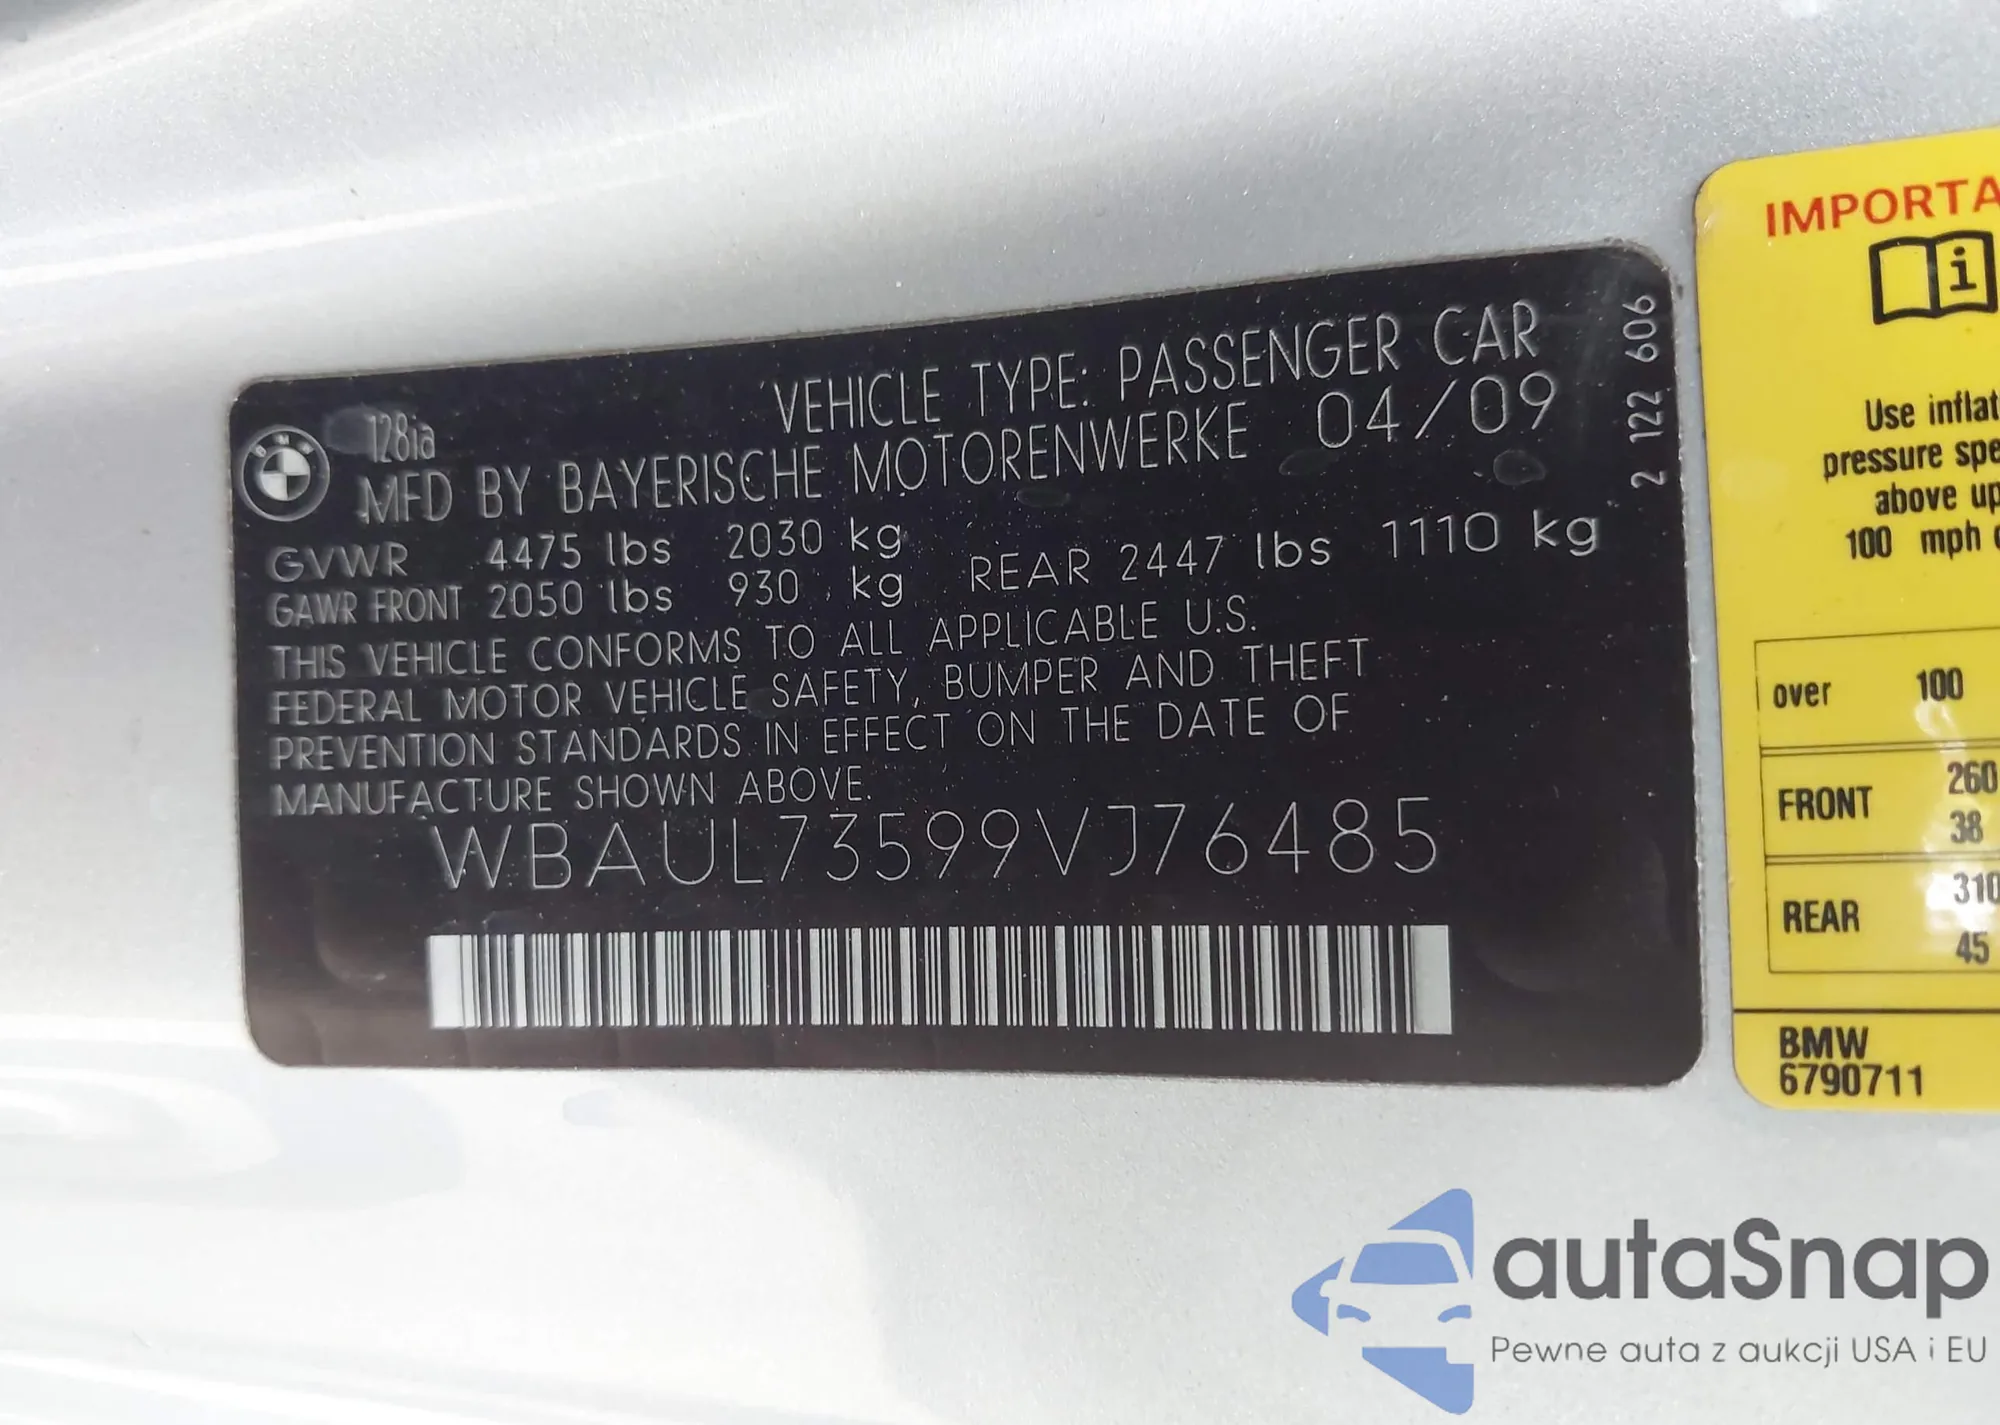 128ia
VEHICLE TYPE: PASSENGER CAR
MFD BY BAYERISCHE MOTORENWERKE 04/09
GVWR 4475 lbs 2030 kg
GAWR FRONT 2050 lbs 930 kg REAR 2447 lbs 1110 kg
THIS VEHICLE CONFORMS TO ALL APPLICABLE U.S.
FEDERAL MOTOR VEHICLE SAFETY, BUMPER AND THEFT
PREVENTION STANDARDS IN EFFECT ON THE DATE OF
MANUFACTURE SHOWN ABOVE.
WBAUL73599VJ76485
2 122 606
IMPORTA
Use inflat
pressure spe
above up
100 mph
over 100
FRONT 260
38
REAR 310
45
BMW
6790711
autaSnap
Pewne auta z aukcji USA i EU